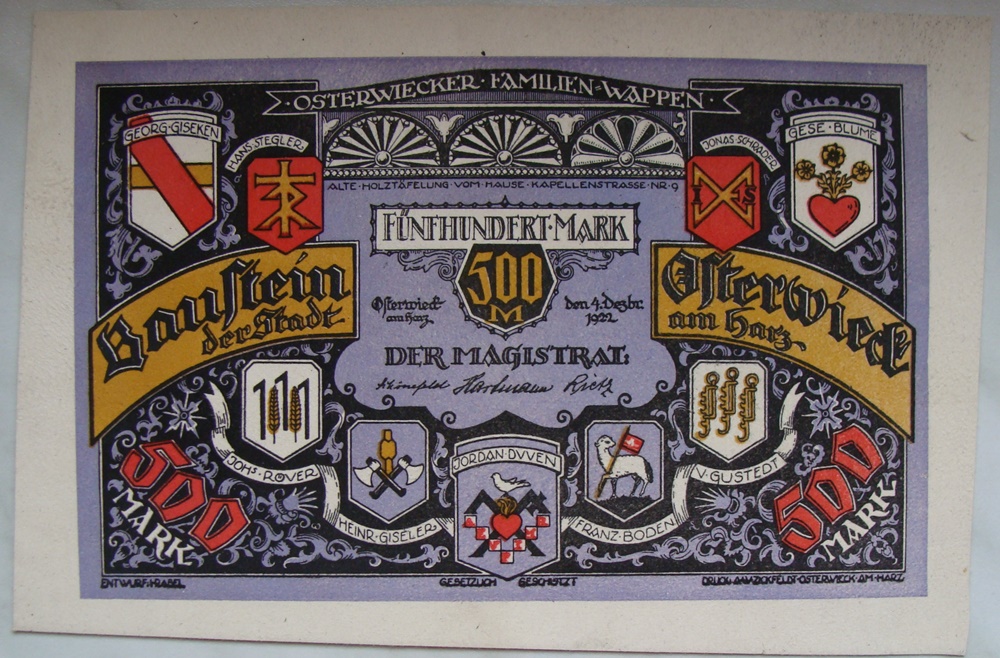 OSTERWIECKER · FAMILIEN=WAPPEN
GEORG·GISEKEN
HANS·STEGLER
JONAS SCHRADER
GESE·BLUME
ALTE·HOLZTÄFELUNG·VOM·HAUSE·KAPELLENSTRASSE·NR·9
FÜNFHUNDERT·MARK
500
M
Baustein
der Stadt
Osterwieck
am Harz
Osterwieck
am Harz
den 4. Dezbr.
1922
DER MAGISTRAT:
Hartmann
I S
JOHS·RÖVER
HEINR·GISELER
JORDAN·DVVEN
FRANZ·BODEN
V·GUSTEDT
500
MARK
500
MARK
ENTWURF:
GESETZLICH GESCHÜTZT
DRUCK A·W·ZICKFELDT·OSTERWIECK·AM·HARZ